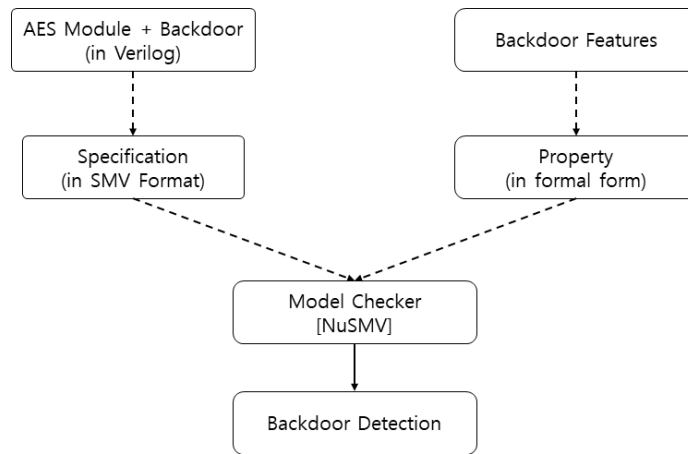 AES Module + Backdoor
(in Verilog)
Backdoor Features
Specification
(in SMV Format)
Property
(in formal form)
Model Checker
[NuSMV]
Backdoor Detection